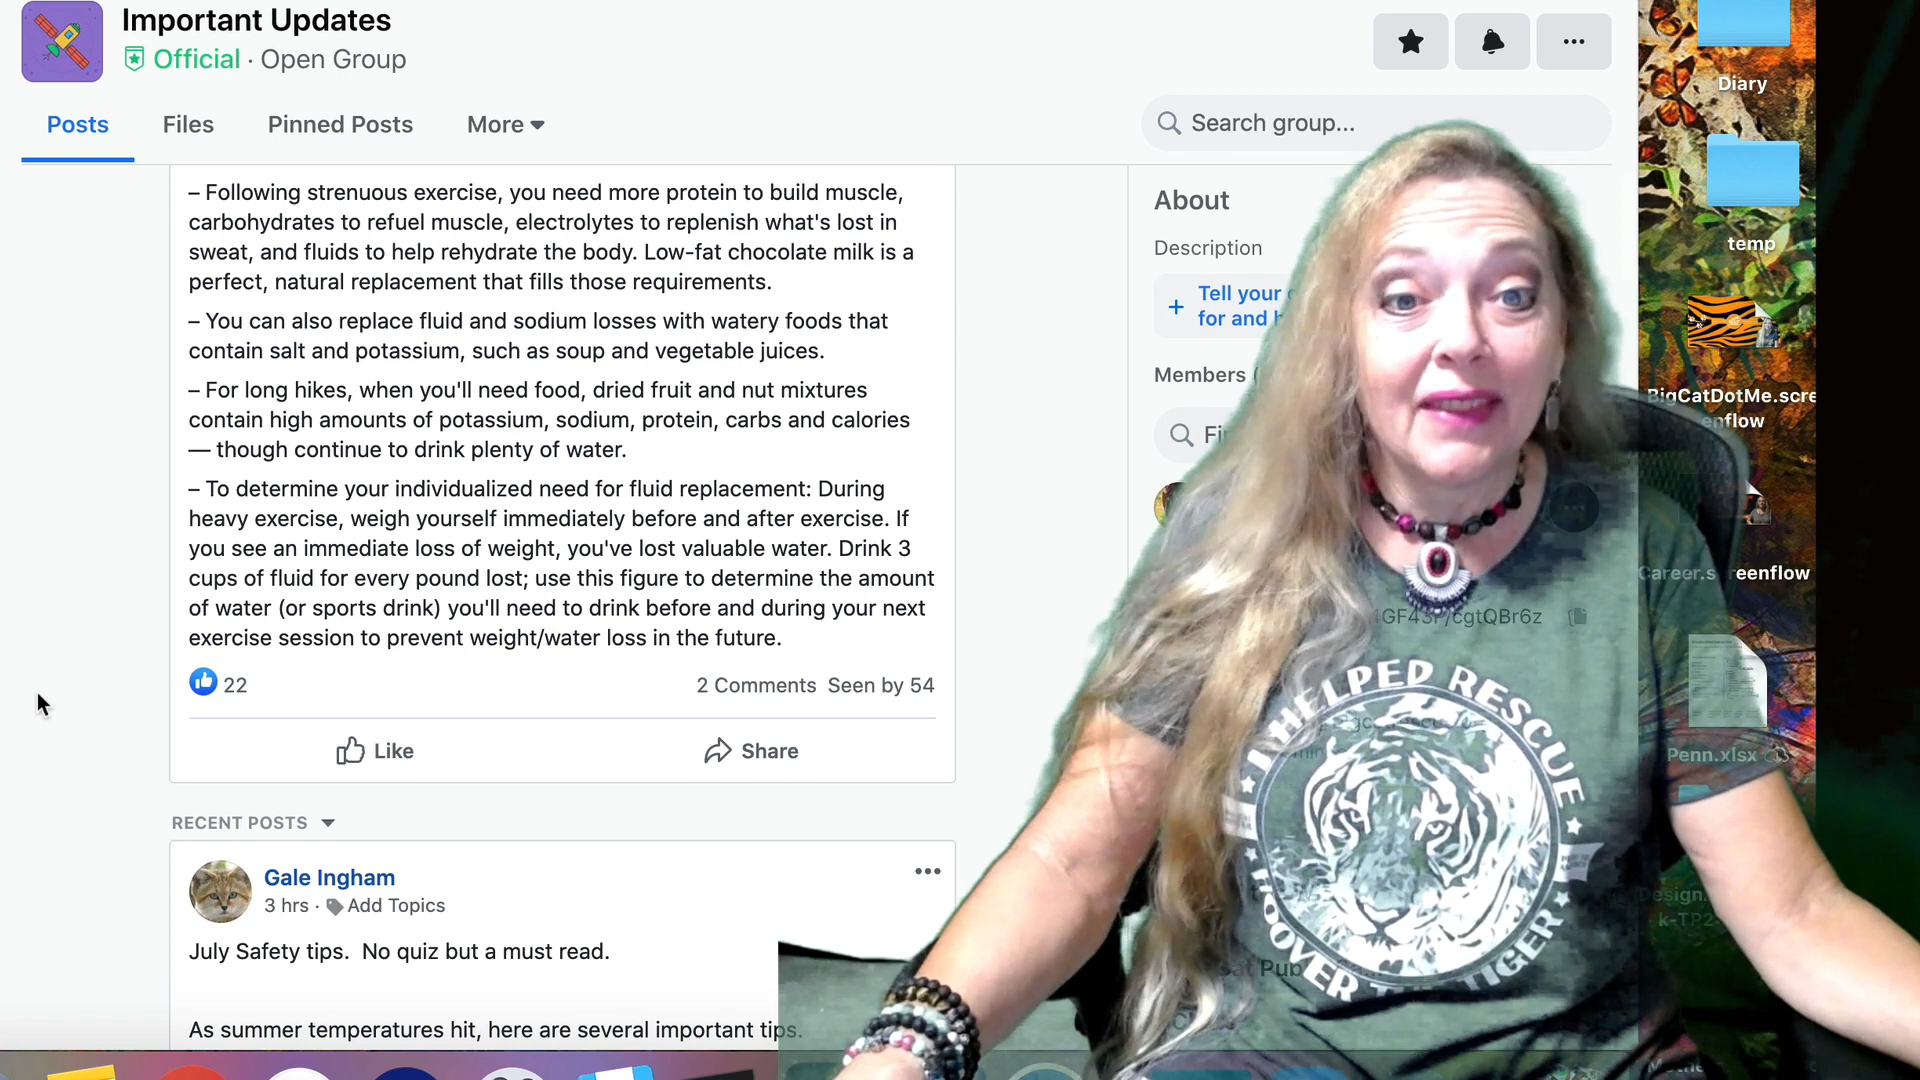 Important Updates
Official · Open Group
Posts Files Pinned Posts More
Search group...
– Following strenuous exercise, you need more protein to build muscle,
carbohydrates to refuel muscle, electrolytes to replenish what's lost in
sweat, and fluids to help rehydrate the body. Low-fat chocolate milk is a
perfect, natural replacement that fills those requirements.
– You can also replace fluid and sodium losses with watery foods that
contain salt and potassium, such as soup and vegetable juices.
– For long hikes, when you'll need food, dried fruit and nut mixtures
contain high amounts of potassium, sodium, protein, carbs and calories
— though continue to drink plenty of water.
– To determine your individualized need for fluid replacement: During
heavy exercise, weigh yourself immediately before and after exercise. If
you see an immediate loss of weight, you've lost valuable water. Drink 3
cups of fluid for every pound lost; use this figure to determine the amount
of water (or sports drink) you'll need to drink before and during your next
exercise session to prevent weight/water loss in the future.
22
2 Comments Seen by 54
Like Share
RECENT POSTS
Gale Ingham
3 hrs · Add Topics
July Safety tips. No quiz but a must read.
As summer temperatures hit, here are several important tips.
About
Description
+ Tell your
for and
Members
I HELPED RESCUE
HOOVER THE TIGER
Diary
temp
BigCatDotMe.scre
enflow
Career.s reenflow
Penn.xlsx
Design.
k-TP2-